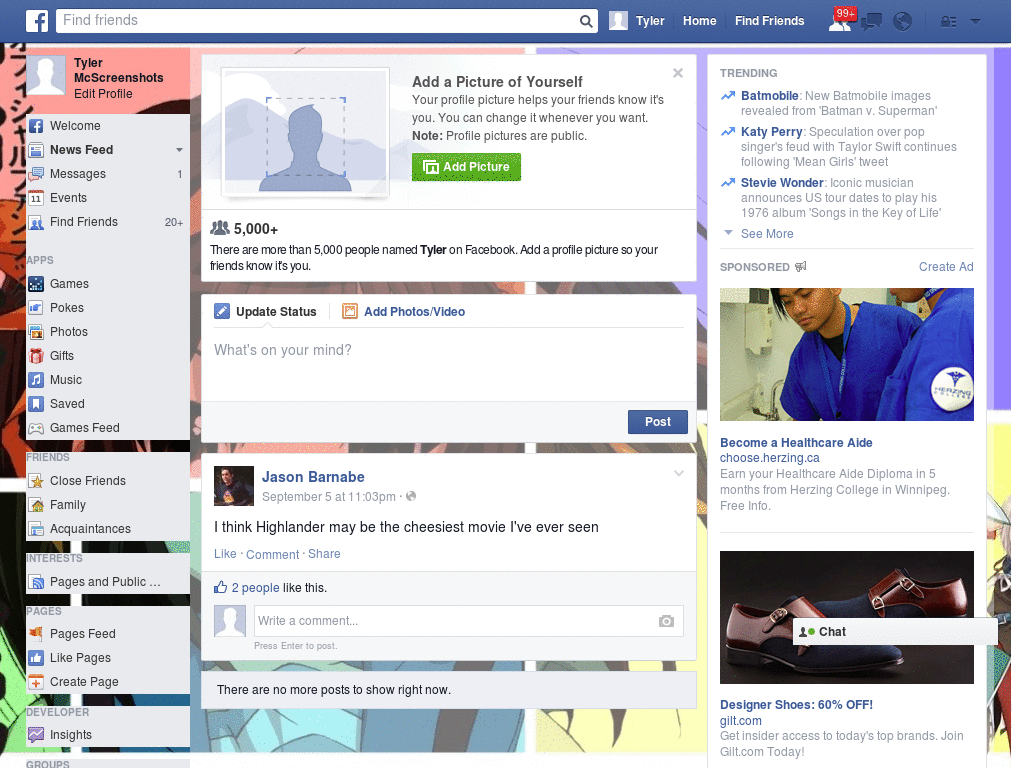 Find friends
Tyler
Home
Find Friends
99+
Tyler
McScreenshots
Edit Profile
Welcome
News Feed
Messages
1
Events
Find Friends
20+
APPS
Games
Pokes
Photos
Gifts
Music
Saved
Games Feed
FRIENDS
Close Friends
Family
Acquaintances
INTERESTS
Pages and Public ...
PAGES
Pages Feed
Like Pages
Create Page
DEVELOPER
Insights
GROUPS
Add a Picture of Yourself
Your profile picture helps your friends know it's
you. You can change it whenever you want.
Note: Profile pictures are public.
Add Picture
5,000+
There are more than 5,000 people named Tyler on Facebook. Add a profile picture so your
friends know it's you.
Update Status
Add Photos/Video
What's on your mind?
Post
Jason Barnabe
September 5 at 11:03pm ·
I think Highlander may be the cheesiest movie I've ever seen
Like · Comment · Share
2 people like this.
Write a comment...
Press Enter to post.
There are no more posts to show right now.
TRENDING
Batmobile: New Batmobile images
revealed from 'Batman v. Superman'
Katy Perry: Speculation over pop
singer's feud with Taylor Swift continues
following 'Mean Girls' tweet
Stevie Wonder: Iconic musician
announces US tour dates to play his
1976 album 'Songs in the Key of Life'
See More
SPONSORED
Create Ad
HERZING
COLLEGE
Become a Healthcare Aide
choose.herzing.ca
Earn your Healthcare Aide Diploma in 5
months from Herzing College in Winnipeg.
Free Info.
Chat
Designer Shoes: 60% OFF!
gilt.com
Get insider access to today's top brands. Join
Gilt.com Today!